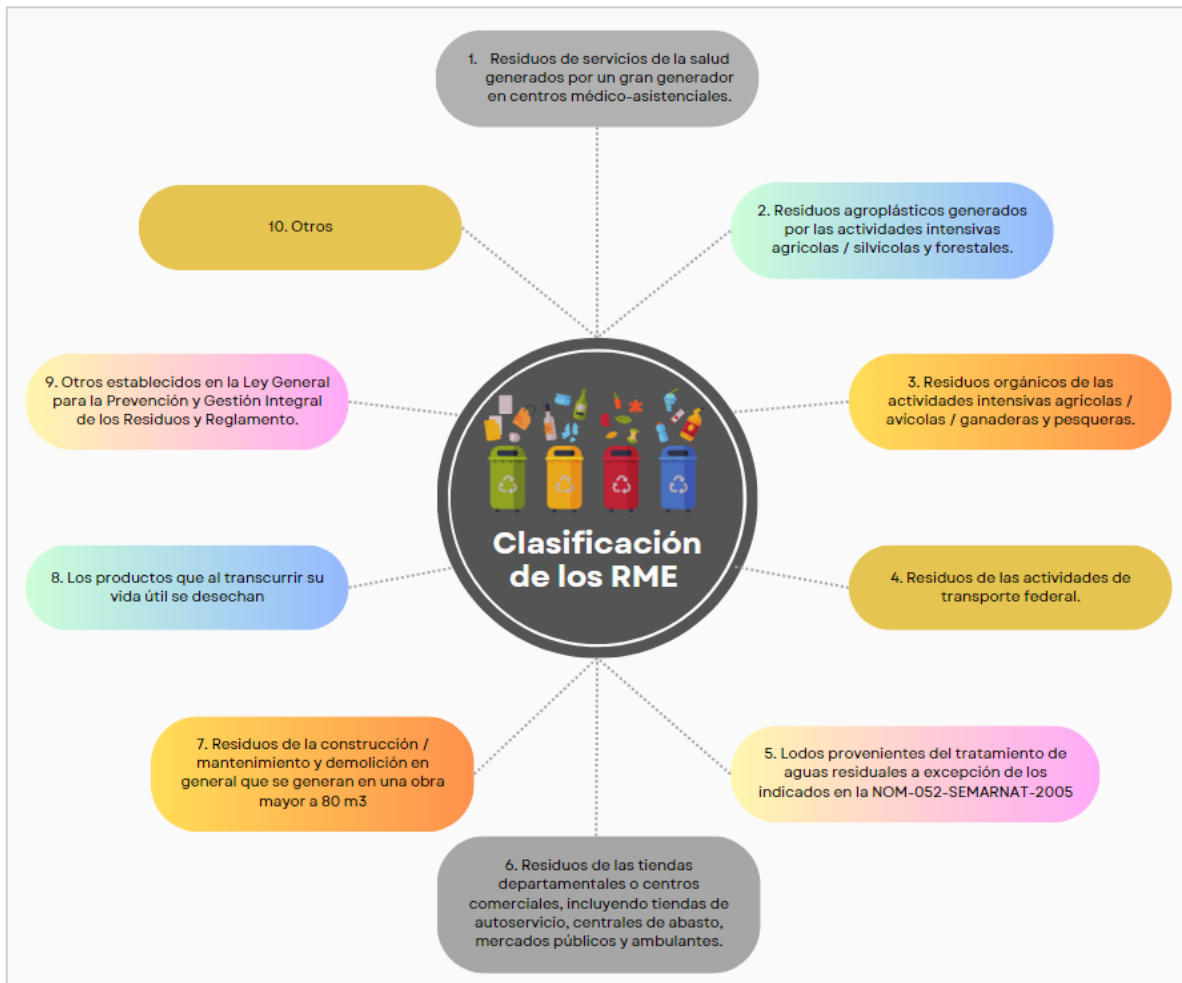 1. Residuos de servicios de la salud
generados por un gran generador
en centros médico-asistenciales.
10. Otros
2. Residuos agroplásticos generados
por las actividades intensivas
agrícolas / silvícolas y forestales.
9. Otros establecidos en la Ley General
para la Prevención y Gestión Integral
de los Residuos y Reglamento.
3. Residuos orgánicos de las
actividades intensivas agrícolas /
avícolas / ganaderas y pesqueras.
Clasificación
de los RME
8. Los productos que al transcurrir su
vida útil se desechan
4. Residuos de las actividades de
transporte federal.
7. Residuos de la construcción /
mantenimiento y demolición en
general que se generan en una obra
mayor a 80 m3
5. Lodos provenientes del tratamiento de
aguas residuales a excepción de los
indicados en la NOM-052-SEMARNAT-2005
6. Residuos de las tiendas
departamentales o centros
comerciales, incluyendo tiendas de
autoservicio, centrales de abasto,
mercados públicos y ambulantes.